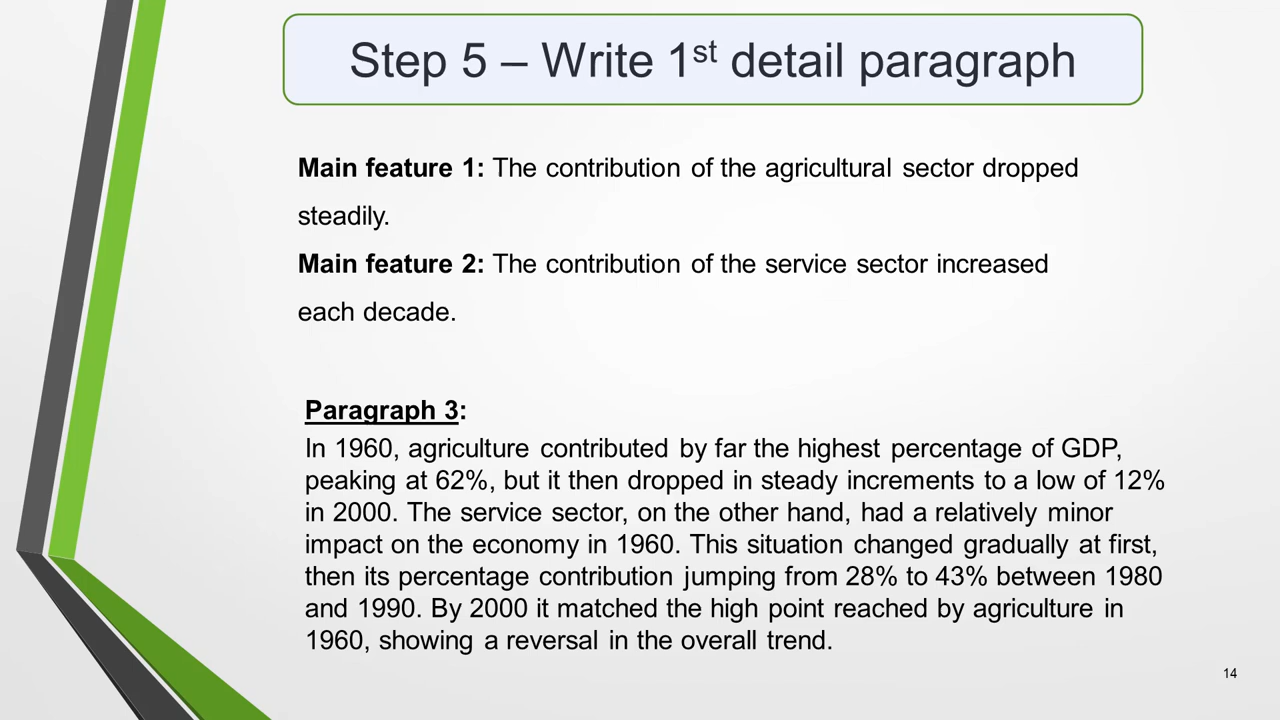 Step 5 – Write 1st detail paragraph
Main feature 1: The contribution of the agricultural sector dropped
steadily.
Main feature 2: The contribution of the service sector increased
each decade.
Paragraph 3:
In 1960, agriculture contributed by far the highest percentage of GDP,
peaking at 62%, but it then dropped in steady increments to a low of 12%
in 2000. The service sector, on the other hand, had a relatively minor
impact on the economy in 1960. This situation changed gradually at first,
then its percentage contribution jumping from 28% to 43% between 1980
and 1990. By 2000 it matched the high point reached by agriculture in
1960, showing a reversal in the overall trend.
14